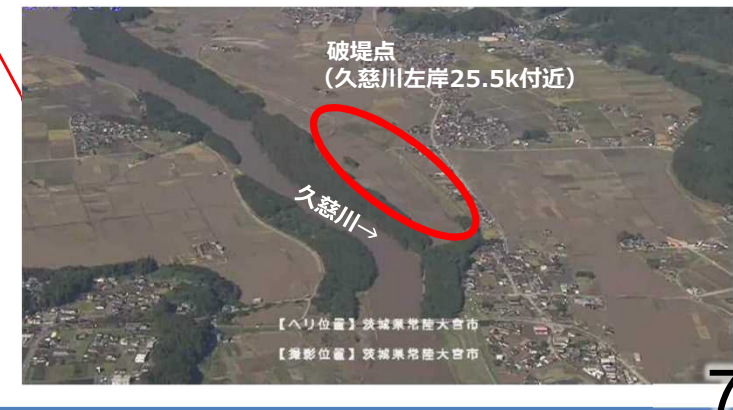 破堤点
(久慈川左岸25.5k付近)
久慈川→
【ヘリ位置】茨城県常陸大宮市
【撮影位置】茨城県常陸大宮市
7